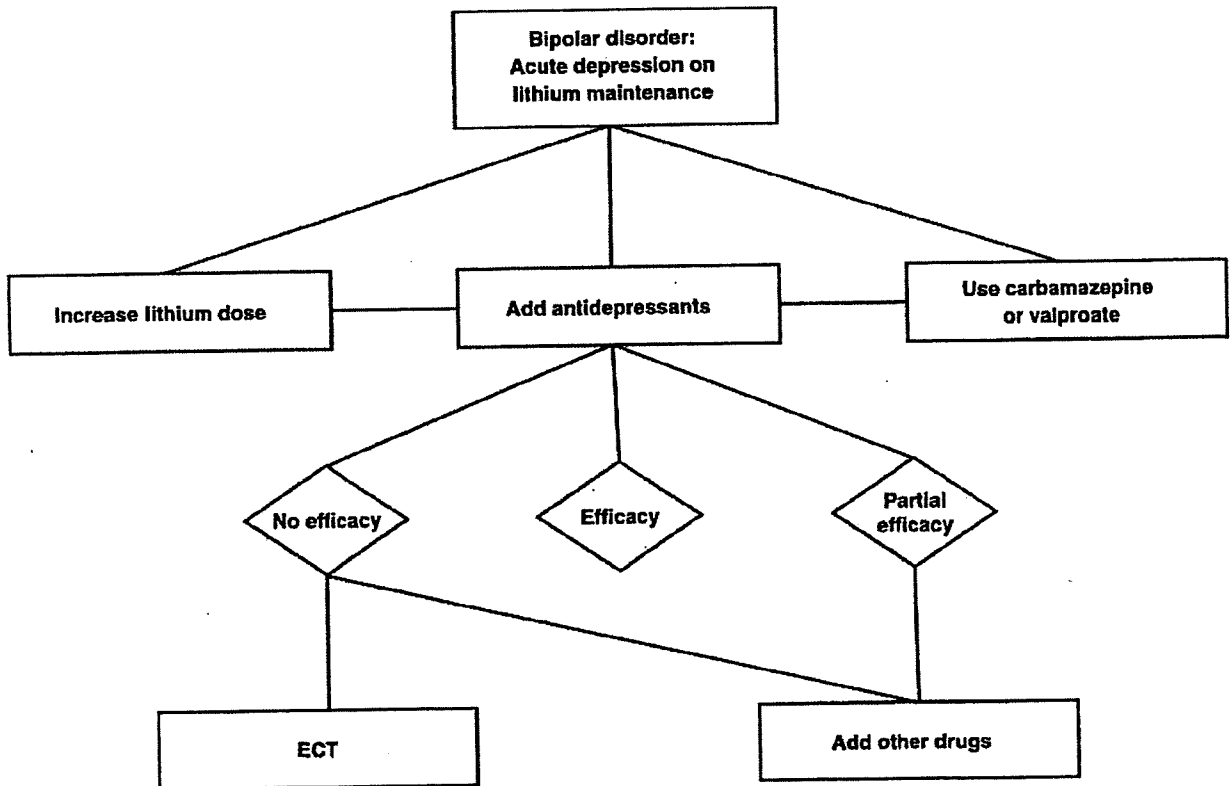 Bipolar disorder:
Acute depression on
lithium maintenance
Increase lithium dose
Add antidepressants
Use carbamazepine
or valproate
No efficacy
Efficacy
Partial
efficacy
ECT
Add other drugs